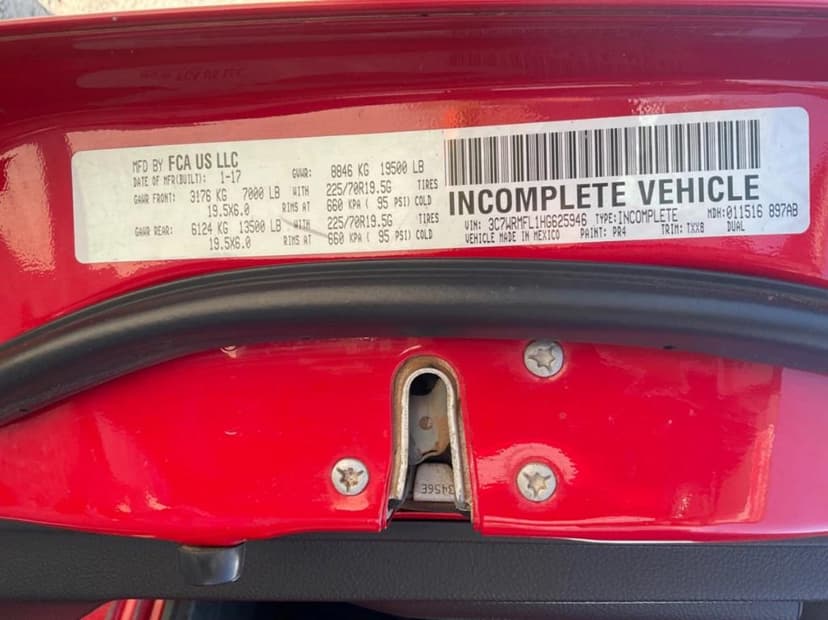 MFD BY FCA US LLC
DATE OF MFR(BUILT): 1-17 GVWR: 8846 KG 19500 LB
GAWR FRONT: 3176 KG 7000 LB WITH 225/70R19.5G TIRES
19.5X6.0 RIMS AT 660 KPA ( 95 PSI) COLD
GAWR REAR: 6124 KG 13500 LB WITH 225/70R19.5G TIRES
19.5X6.0 RIMS AT 660 KPA ( 95 PSI) COLD
INCOMPLETE VEHICLE
VIN: 3C7WRMFL1HG625946 TYPE: INCOMPLETE MDH: 011516 897AB
VEHICLE MADE IN MEXICO PAINT: PR4 TRIM: TXX8 DUAL
3456E